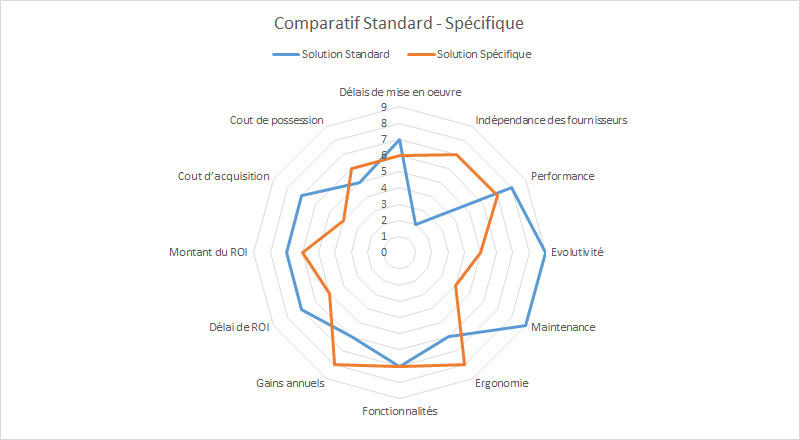 Comparatif Standard - Spécifique
Solution Standard
Solution Spécifique
Délais de mise en oeuvre
Indépendance des fournisseurs
Performance
Evolutivité
Maintenance
Ergonomie
Fonctionnalités
Gains annuels
Délai de ROI
Montant du ROI
Cout d'acquisition
Cout de possession
9
8
7
6
5
4
3
2
1
0